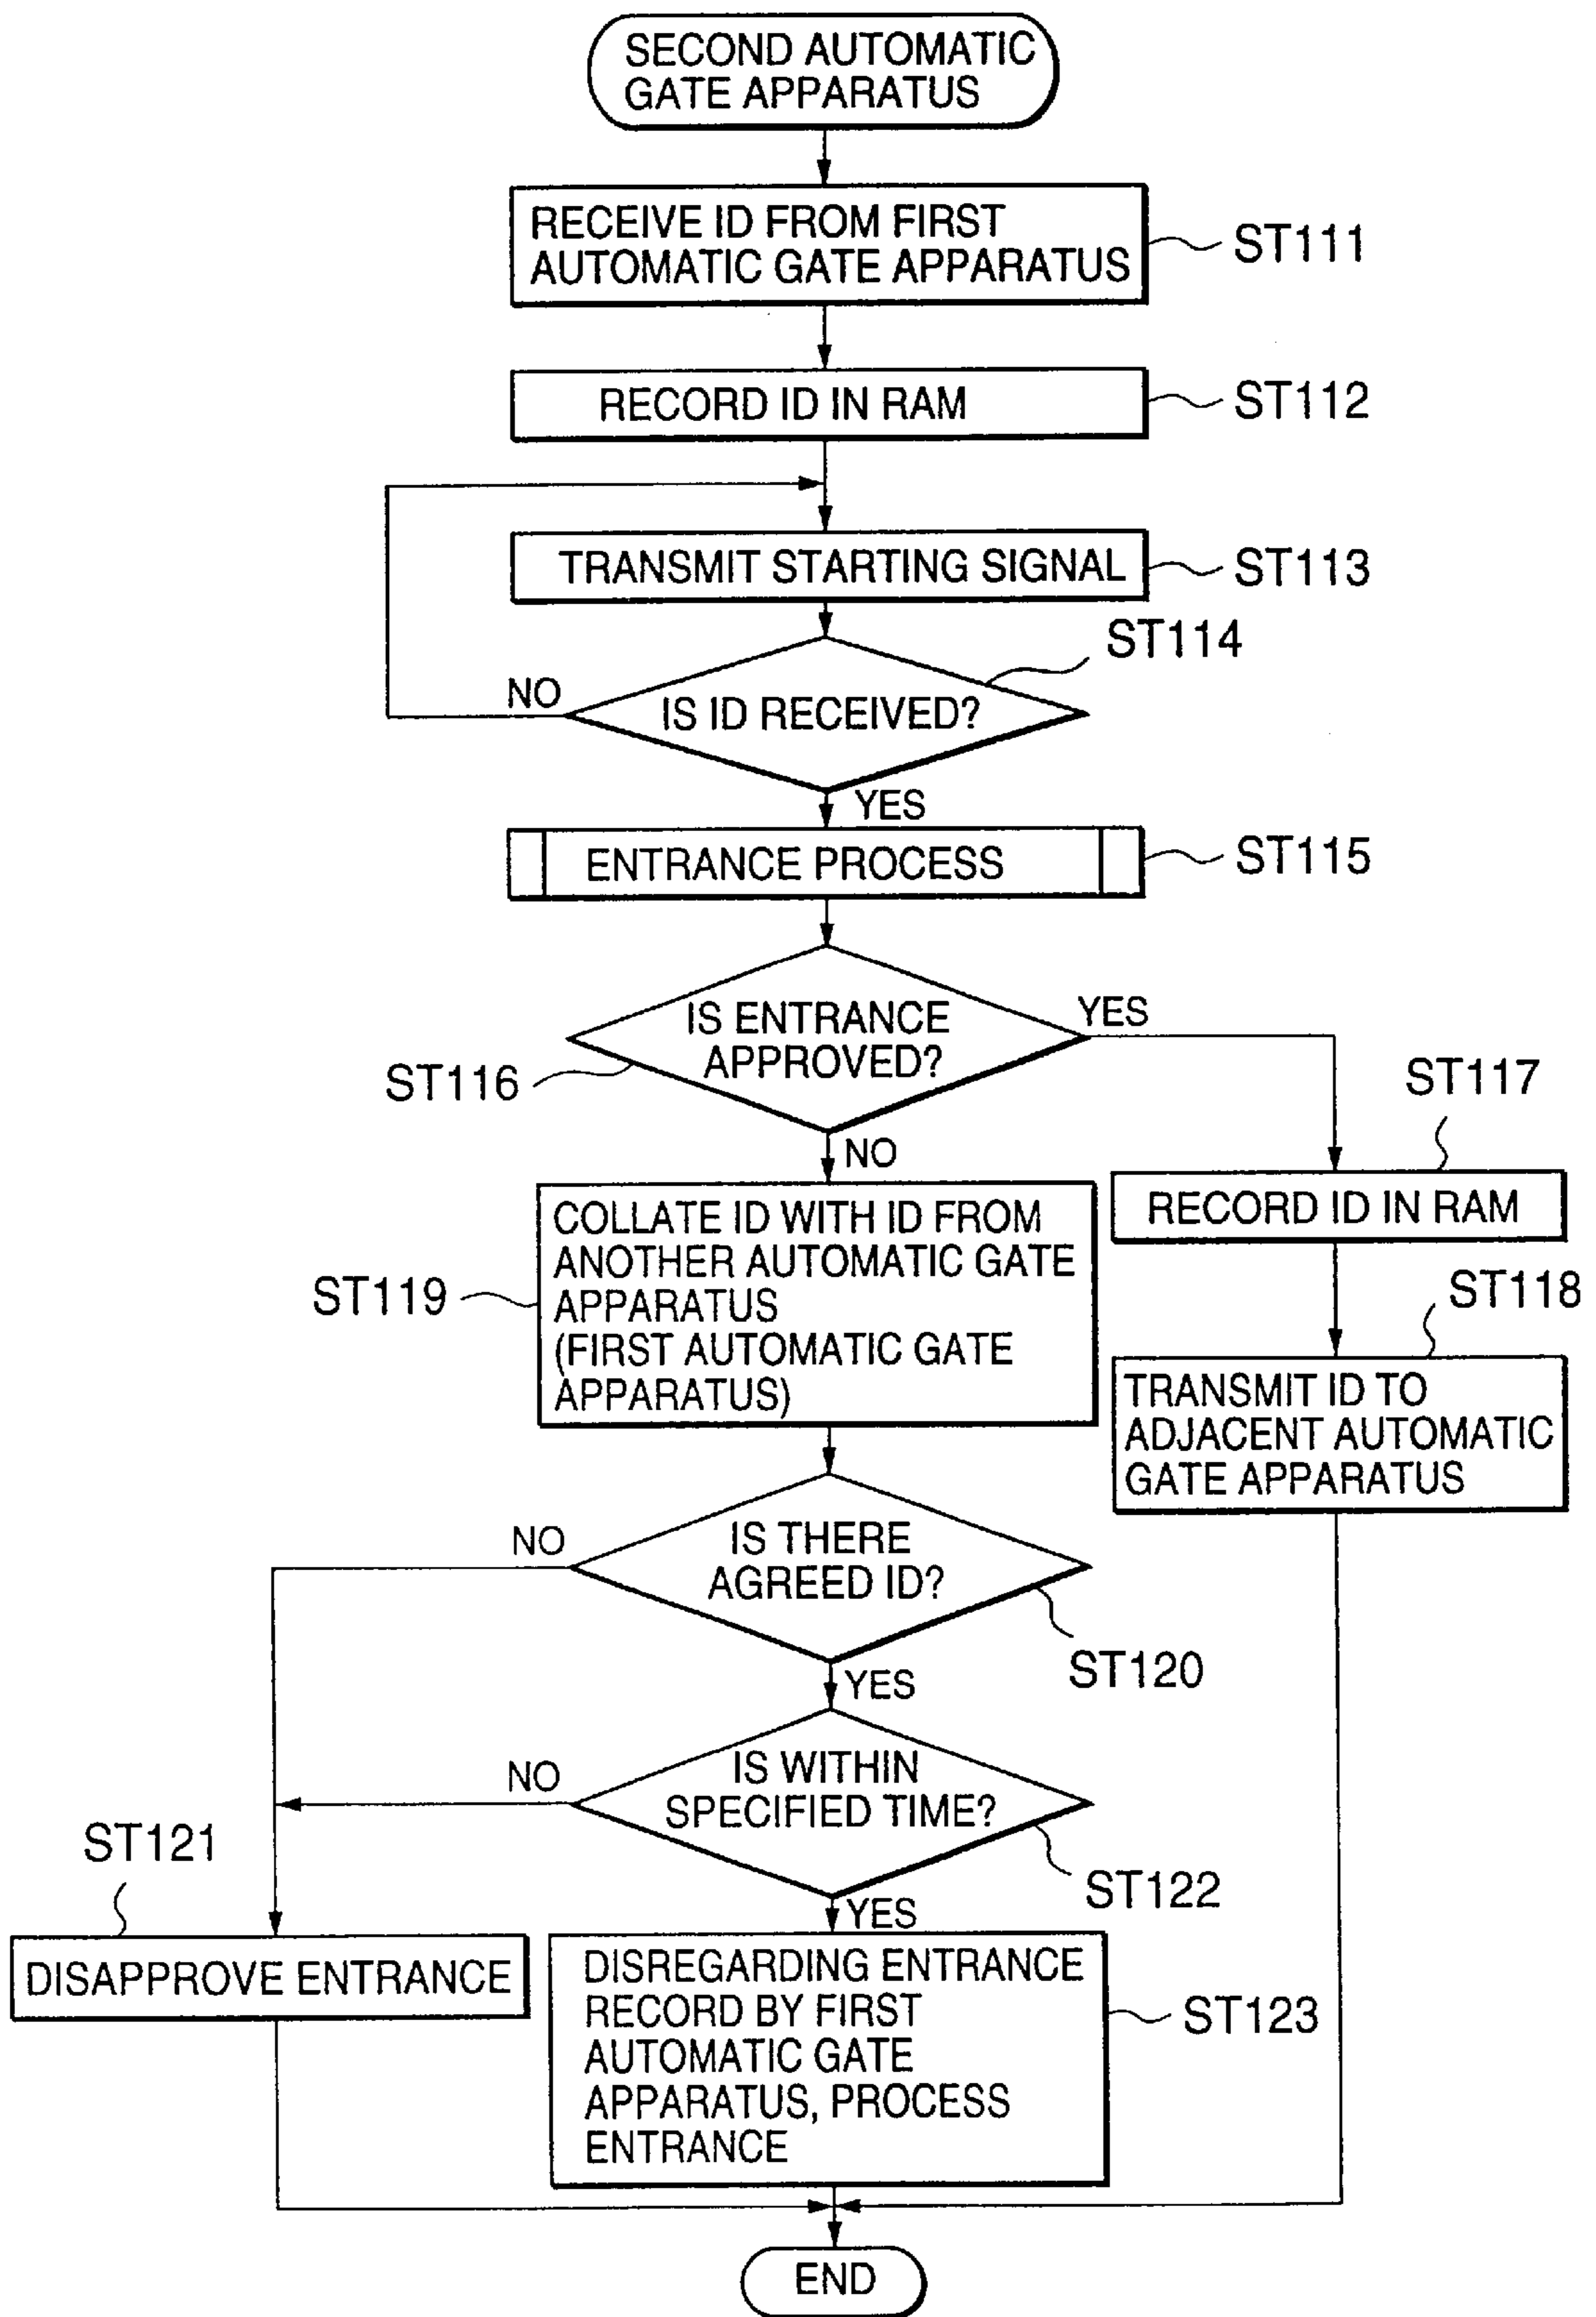 SECOND AUTOMATIC
GATE APPARATUS
RECEIVE ID FROM FIRST
AUTOMATIC GATE APPARATUS
ST111
RECORD ID IN RAM
ST112
TRANSMIT STARTING SIGNAL
ST113
ST114
NO
IS ID RECEIVED?
YES
ENTRANCE PROCESS
ST115
IS ENTRANCE
APPROVED?
YES
ST116
NO
ST117
RECORD ID IN RAM
ST118
TRANSMIT ID TO
ADJACENT AUTOMATIC
GATE APPARATUS
COLLATE ID WITH ID FROM
ANOTHER AUTOMATIC GATE
APPARATUS
(FIRST AUTOMATIC GATE
APPARATUS)
ST119
NO
IS THERE
AGREED ID?
ST120
YES
NO
IS WITHIN
SPECIFIED TIME?
ST122
YES
ST121
DISAPPROVE ENTRANCE
DISREGARDING ENTRANCE
RECORD BY FIRST
AUTOMATIC GATE
APPARATUS, PROCESS
ENTRANCE
ST123
END